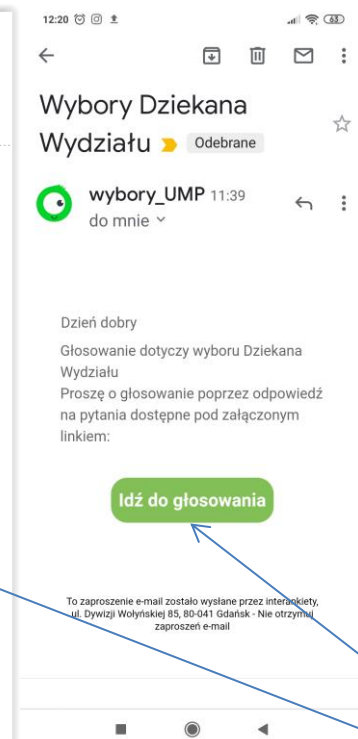 12:20
63
Wybory Dziekana
Wydziału
Odebrane
wybory_UMP 11:39
do mnie
Dzień dobry
Głosowanie dotyczy wyboru Dziekana
Wydziału
Proszę o głosowanie poprzez odpowiedź
na pytania dostępne pod załączonym
linkiem:
Idź do głosowania
To zaproszenie e-mail zostało wysłane przez interankiety,
ul. Dywizji Wołyńskiej 85, 80-041 Gdańsk - Nie otrzymuj
zaproszeń e-mail